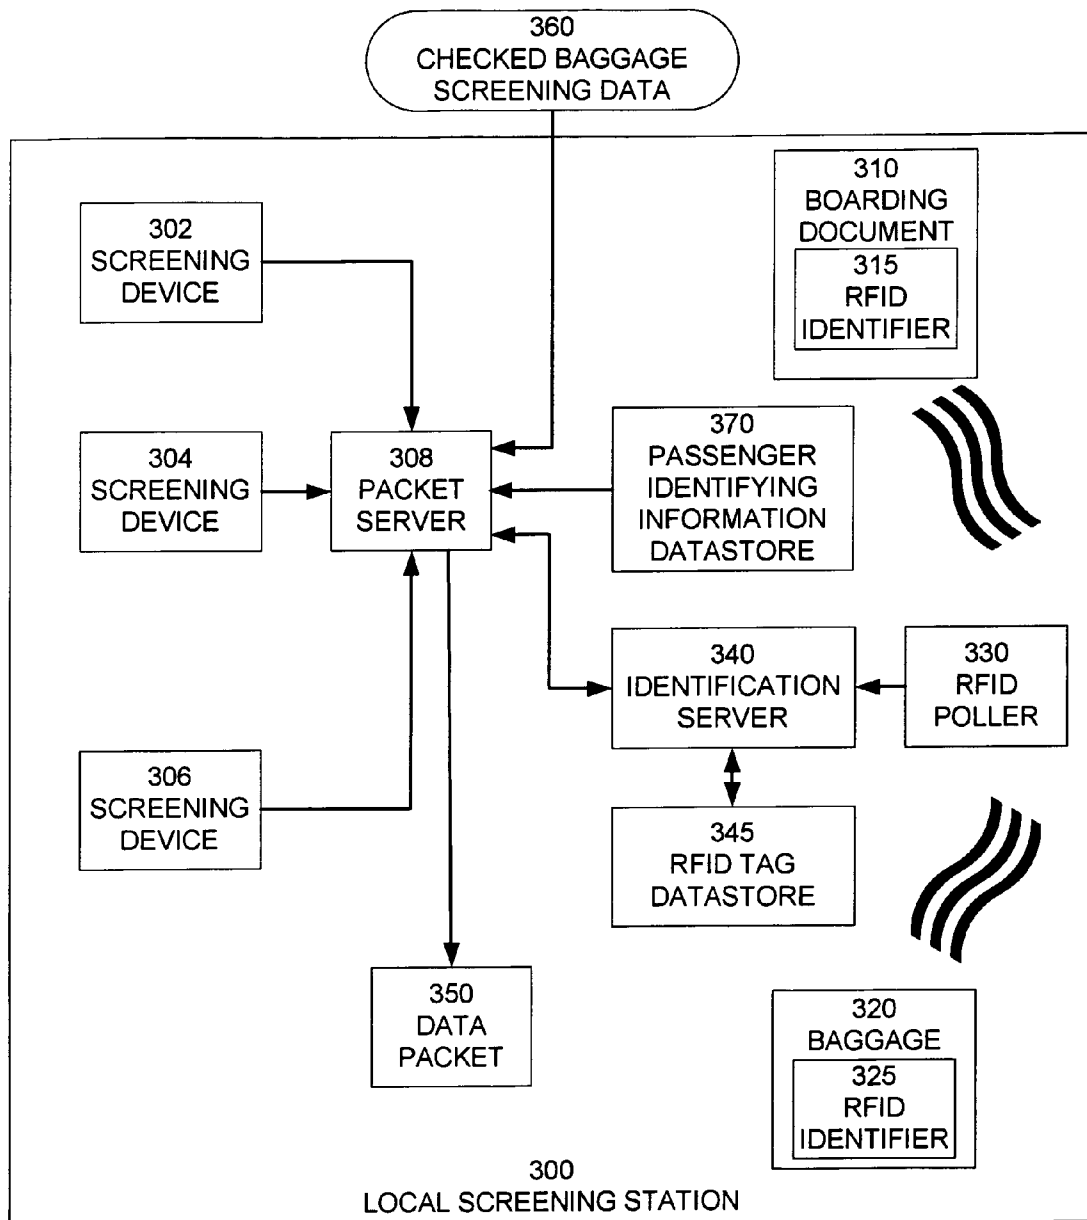 360
CHECKED BAGGAGE
SCREENING DATA
310
BOARDING
DOCUMENT
315
RFID
IDENTIFIER
302
SCREENING
DEVICE
370
PASSENGER
IDENTIFYING
INFORMATION
DATASTORE
304
SCREENING
DEVICE
308
PACKET
SERVER
340
IDENTIFICATION
SERVER
330
RFID
POLLER
306
SCREENING
DEVICE
345
RFID TAG
DATASTORE
350
DATA
PACKET
320
BAGGAGE
325
RFID
IDENTIFIER
300
LOCAL SCREENING STATION